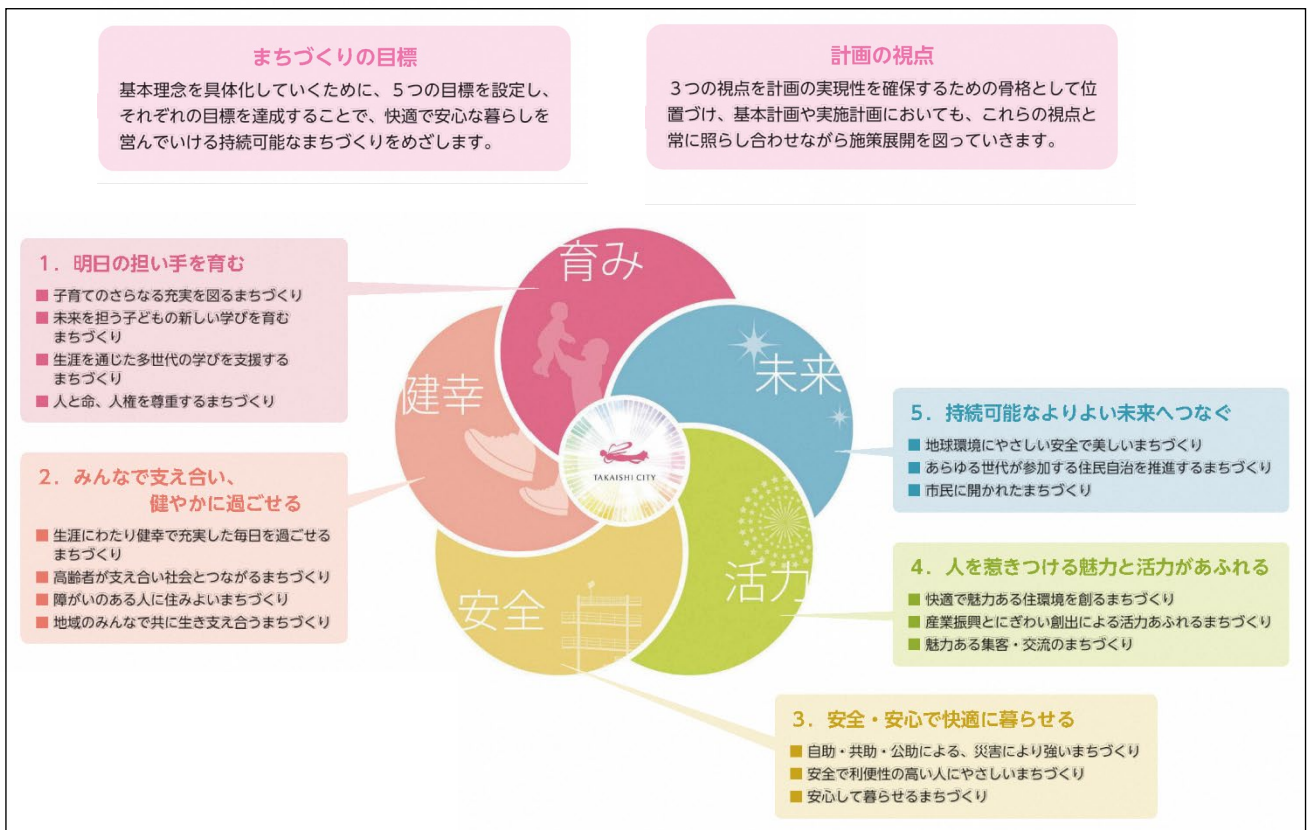 まちづくりの目標
基本理念を具体化していくために、５つの目標を設定し、
それぞれの目標を達成することで、快適で安心な暮らしを
営んでいける持続可能なまちづくりをめざします。
計画の視点
３つの視点を計画の実現性を確保するための骨格として位
置づけ、基本計画や実施計画においても、これらの視点と
常に照らし合わせながら施策展開を図っていきます。
１．明日の担い手を育む
■ 子育てのさらなる充実を図るまちづくり
■ 未来を担う子どもの新しい学びを育む
まちづくり
■ 生涯を通じた多世代の学びを支援する
まちづくり
■ 人と命、人権を尊重するまちづくり
２．みんなで支え合い、
健やかに過ごせる
■ 生涯にわたり健幸で充実した毎日を過ごせる
まちづくり
■ 高齢者が支え合い社会とつながるまちづくり
■ 障がいのある人に住みよいまちづくり
■ 地域のみんなで共に生き支え合うまちづくり
育み
未来
健幸
TAKAISHI CITY
活力
安全
５．持続可能なよりよい未来へつなぐ
■ 地球環境にやさしい安全で美しいまちづくり
■ あらゆる世代が参加する住民自治を推進するまちづくり
■ 市民に開かれたまちづくり
４．人を惹きつける魅力と活力があふれる
■ 快適で魅力ある住環境を創るまちづくり
■ 産業振興とにぎわい創出による活力あふれるまちづくり
■ 魅力ある集客・交流のまちづくり
３．安全・安心で快適に暮らせる
■ 自助・共助・公助による、災害により強いまちづくり
■ 安全で利便性の高い人にやさしいまちづくり
■ 安心して暮らせるまちづくり